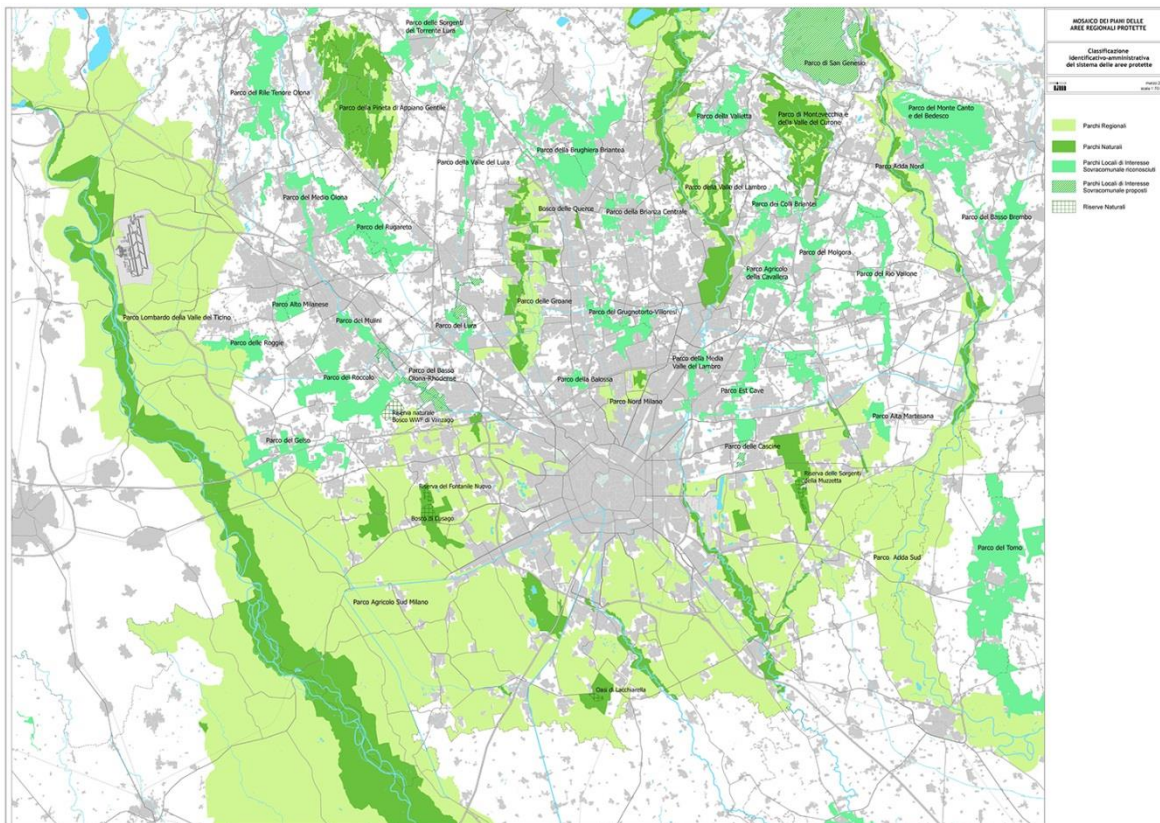 MOSAICO DEI PIANI DELLE
AREE REGIONALI PROTETTE
Classificazione
identificativo-amministrativa
del sistema delle aree protette
Parchi Regionali
Parchi Naturali
Parchi Locali di Interesse
Sovracomunale riconosciuti
Parchi Locali di Interesse
Sovracomunale proposti
Riserve Naturali
Parco delle Sorgenti
del Torrente Lura
Parco di San Genesio
Parco del Rile Tenore Olona
Parco della Pineta di Appiano Gentile
Parco della Valletta
Parco di Montevecchia e
della Valle del Curone
Parco del Monte Canto
e del Bedesco
Parco della Valle del Lura
Parco della Brughiera Briantea
Parco Adda Nord
Parco della Valle del Lambro
Parco del Medio Olona
Bosco delle Querce
Parco della Brianza Centrale
Parco dei Colli Briantei
Parco del Basso Brembo
Parco del Rugareto
Parco del Molgora
Parco Agricolo
della Cavallera
Parco del Rio Vallone
Parco Alto Milanese
Parco delle Groane
Parco Lombardo della Valle del Ticino
Parco dei Mulini
Parco del Lura
Parco del Grugnotorto-Villoresi
Parco delle Roggie
Parco del Roccolo
Parco del Basso
Olona-Rhodense
Parco della Balossa
Parco della Media
Valle del Lambro
Parco Nord Milano
Parco Est Cave
Riserva naturale
Bosco WWF di Vanzago
Parco Alta Martesana
Parco del Gelso
Parco delle Cascine
Riserva delle Sorgenti
della Muzzetta
Riserva del Fontanile Nuovo
Bosco di Cusago
Parco del Tormo
Parco Adda Sud
Parco Agricolo Sud Milano
Oasi di Lacchiarella